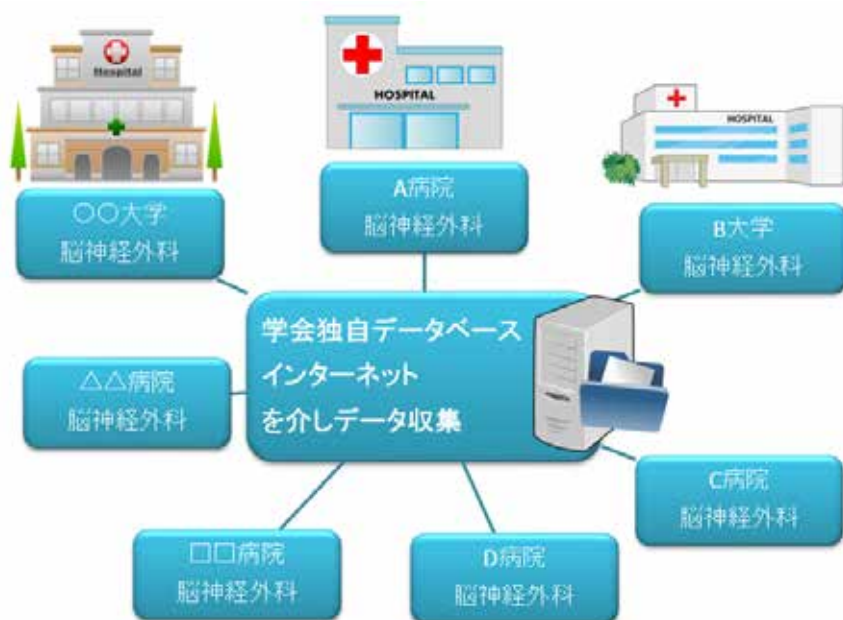 Hospital
HOSPITAL
HOSPITAL
〇〇大学
脳神経外科
A病院
脳神経外科
B大学
脳神経外科
学会独自データベース
インターネット
を介しデータ収集
△△病院
脳神経外科
C病院
脳神経外科
□□病院
脳神経外科
D病院
脳神経外科